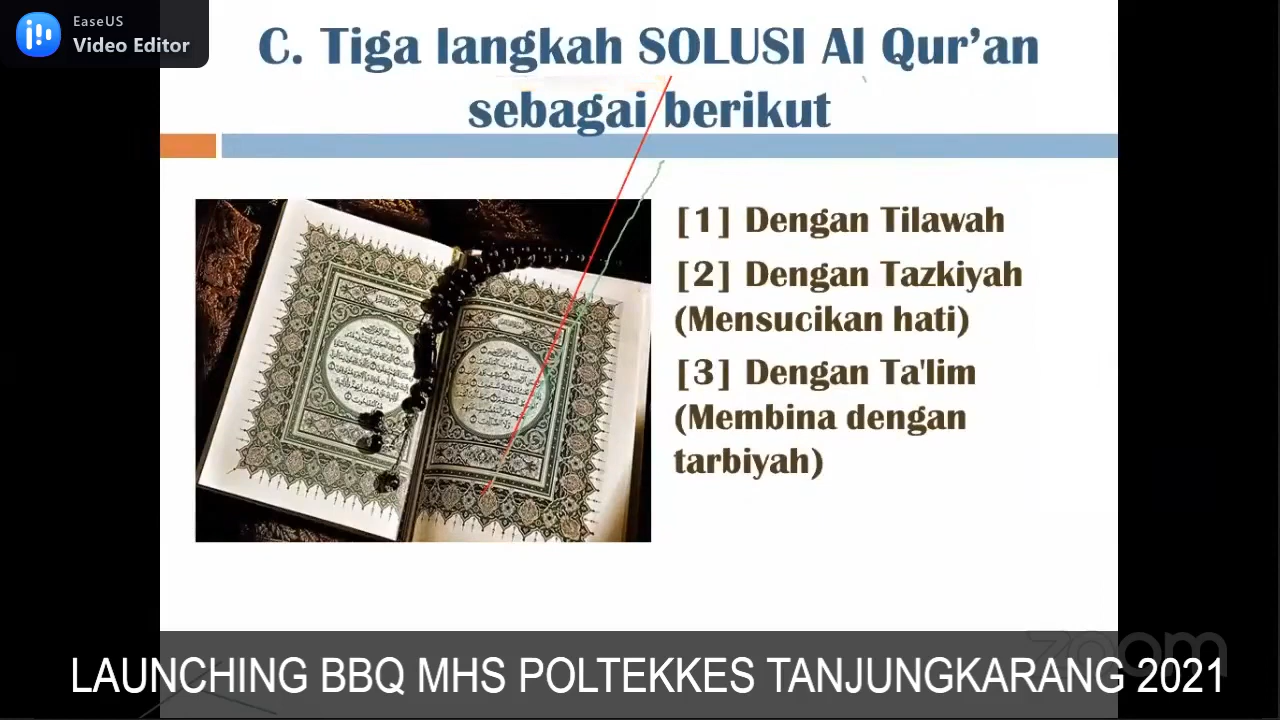 EaseUS
Video Editor
C. Tiga langkah SOLUSI Al Qur’an
sebagai berikut
[1] Dengan Tilawah
[2] Dengan Tazkiyah
(Mensucikan hati)
[3] Dengan Ta'lim
(Membina dengan
tarbiyah)
zoom
LAUNCHING BBQ MHS POLTEKKES TANJUNGKARANG 2021